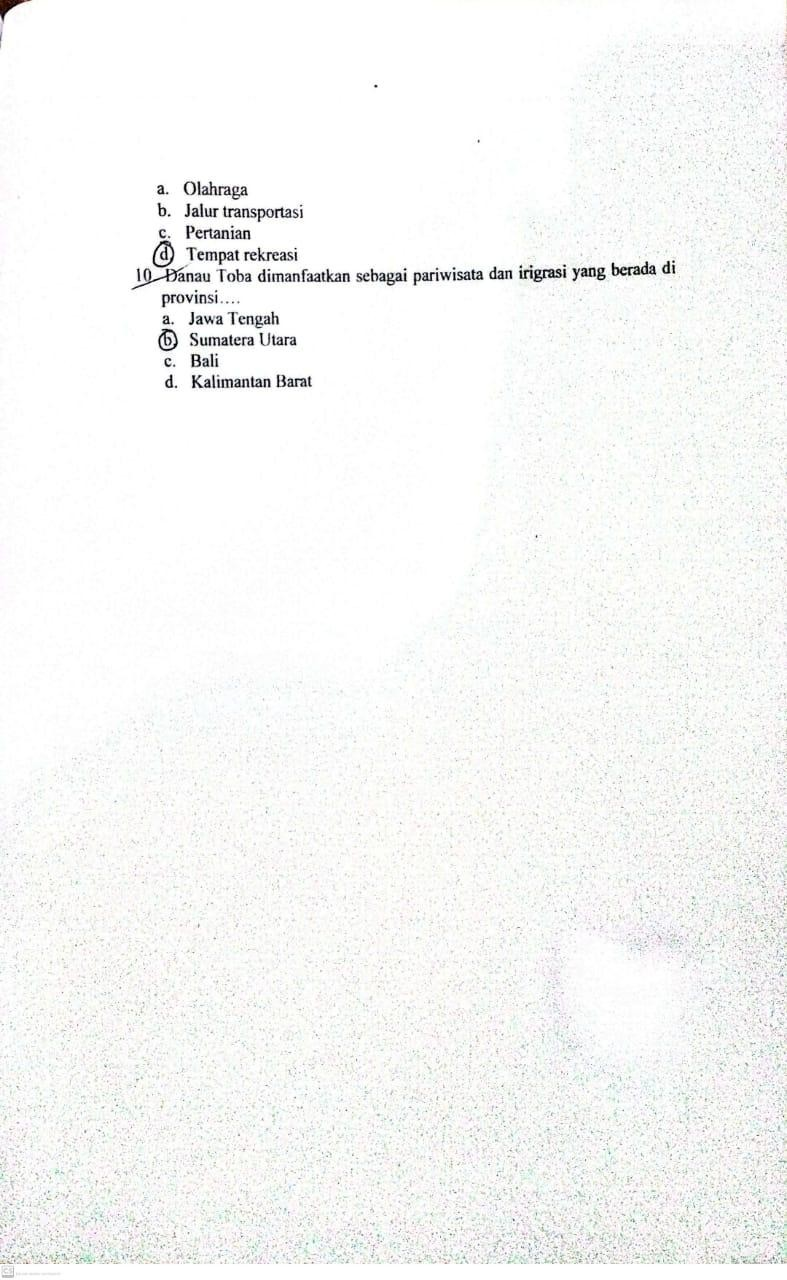 a. Olahraga
b. Jalur transportasi
c. Pertanian
d Tempat rekreasi
10. Danau Toba dimanfaatkan sebagai pariwisata dan irigrasi yang berada di
provinsi....
a. Jawa Tengah
b Sumatera Utara
c. Bali
d. Kalimantan Barat
CS